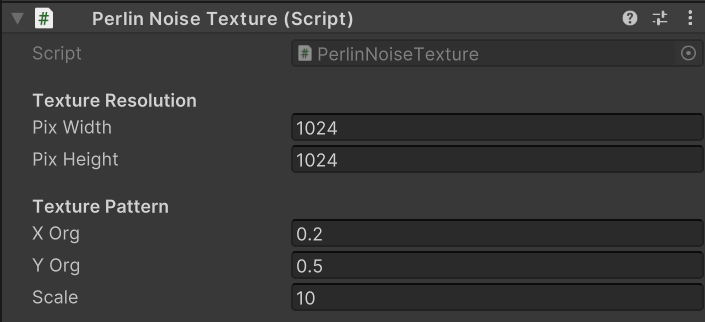 Perlin Noise Texture (Script)
Script # PerlinNoiseTexture
Texture Resolution
Pix Width 1024
Pix Height 1024
Texture Pattern
X Org 0.2
Y Org 0.5
Scale 10